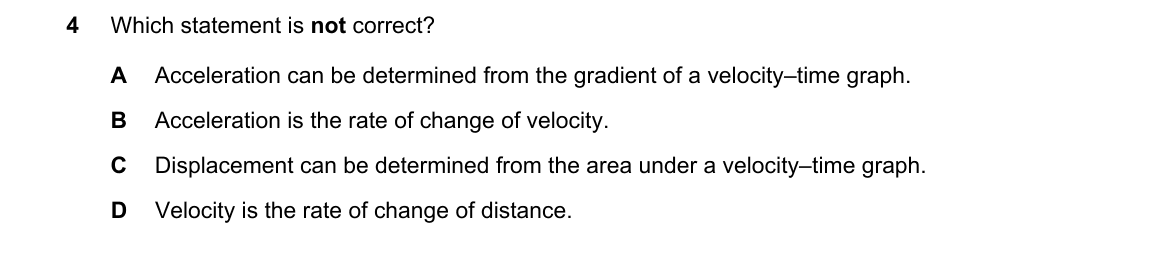 4 Which statement is not correct?
A Acceleration can be determined from the gradient of a velocity–time graph.
B Acceleration is the rate of change of velocity.
C Displacement can be determined from the area under a velocity–time graph.
D Velocity is the rate of change of distance.